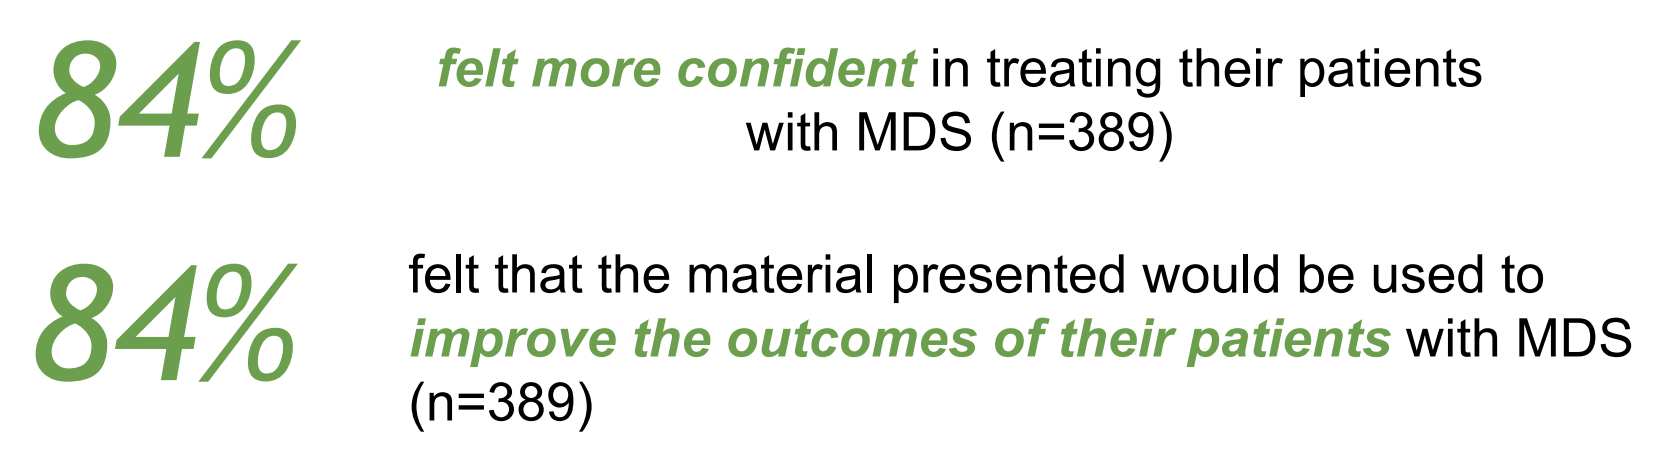 84%
felt more confident in treating their patients
with MDS (n=389)
84%
felt that the material presented would be used to
improve the outcomes of their patients with MDS
(n=389)